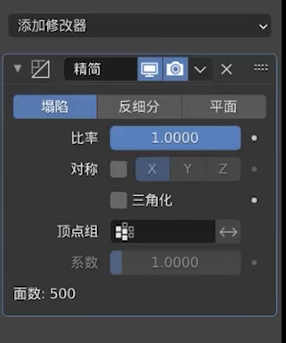 添加修改器
精简
塌陷 反细分 平面
比率 1.0000
对称 X Y Z
三角化
顶点组
系数 1.0000
面数: 500